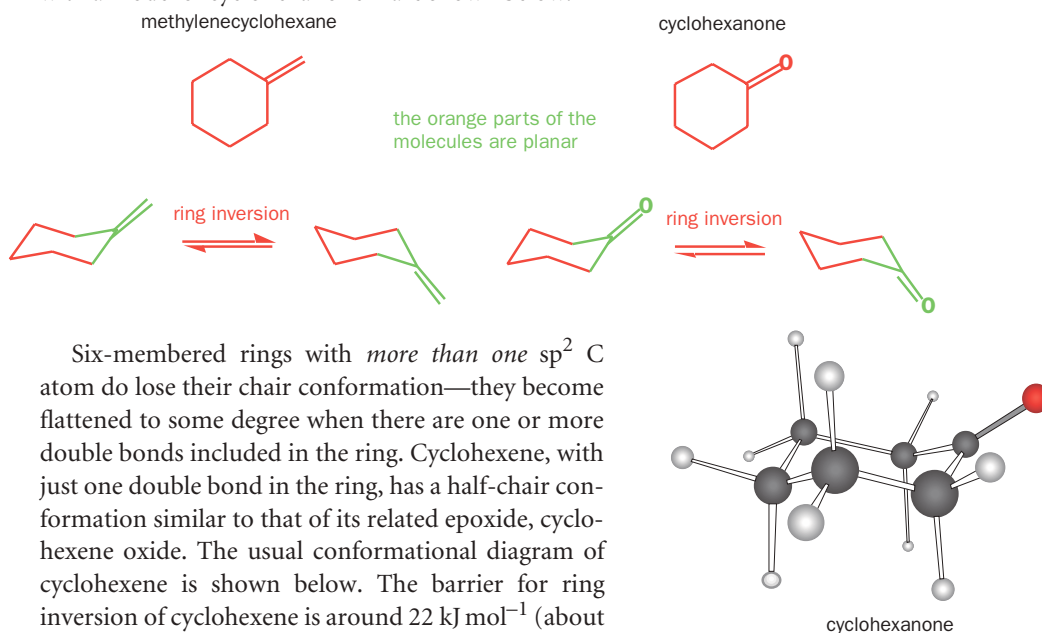 methylenecyclohexane
cyclohexanone
O
the orange parts of the
molecules are planar
ring inversion
O
ring inversion
O
Six-membered rings with more than one sp² C
atom do lose their chair conformation—they become
flattened to some degree when there are one or more
double bonds included in the ring. Cyclohexene, with
just one double bond in the ring, has a half-chair con-
formation similar to that of its related epoxide, cyclo-
hexene oxide. The usual conformational diagram of
cyclohexene is shown below. The barrier for ring
inversion of cyclohexene is around 22 kJ mol⁻¹ (about
cyclohexanone